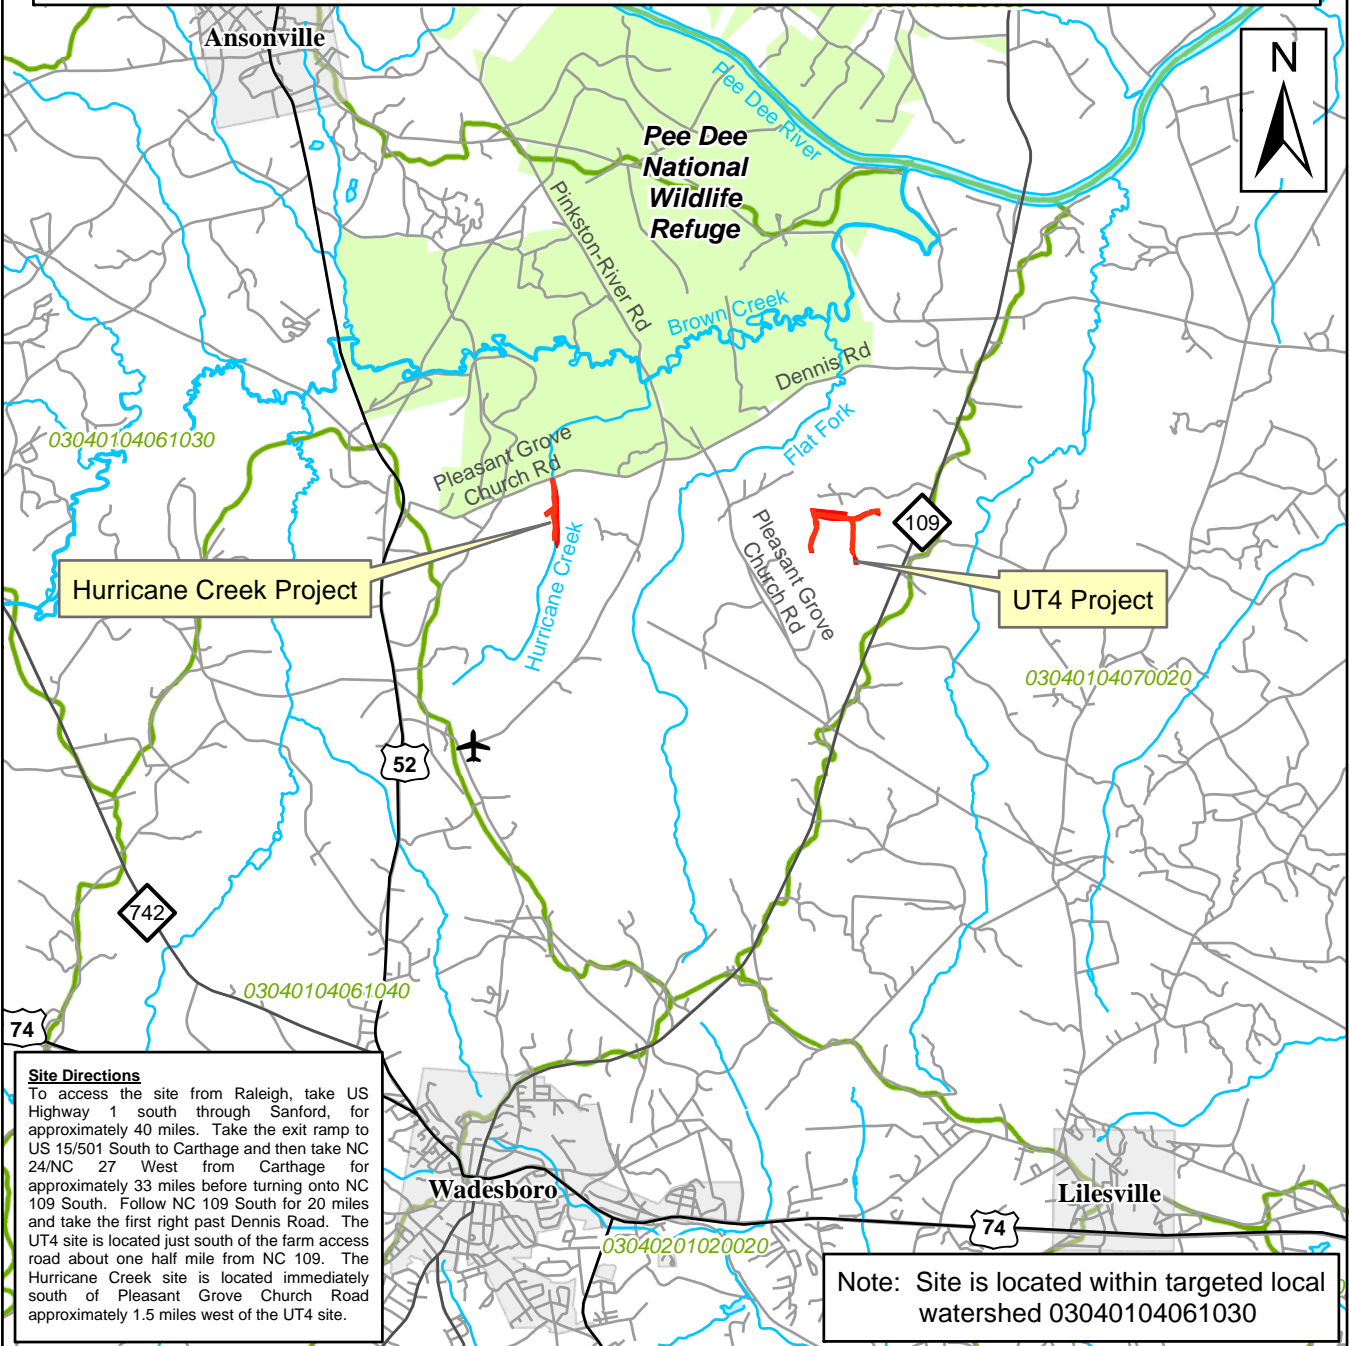 Ansonville
N
Pee Dee River
Pee Dee
National
Wildlife
Refuge
Pinkston-River Rd
Brown Creek
Dennis Rd
03040104061030
Pleasant Grove
Church Rd
Flat Fork
109
Pleasant Grove
Church Rd
Hurricane Creek Project
Hurricane Creek
UT4 Project
03040104070020
52
742
03040104061040
74
Site Directions
To access the site from Raleigh, take US
Highway 1 south through Sanford, for
approximately 40 miles. Take the exit ramp to
US 15/501 South to Carthage and then take NC
24/NC 27 West from Carthage for
approximately 33 miles before turning onto NC
109 South. Follow NC 109 South for 20 miles
and take the first right past Dennis Road. The
UT4 site is located just south of the farm access
road about one half mile from NC 109. The
Hurricane Creek site is located immediately
south of Pleasant Grove Church Road
approximately 1.5 miles west of the UT4 site.
Wadesboro
Lilesville
74
03040201020020
Note: Site is located within targeted local
watershed 03040104061030